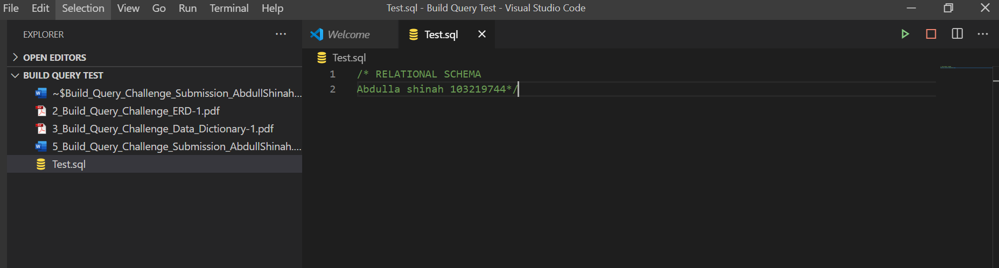 File Edit Selection View Go Run Terminal Help Test.sql - Build Query Test - Visual Studio Code
EXPLORER ···
OPEN EDITORS
BUILD QUERY TEST
~$Build_Query_Challenge_Submission_AbdullShinah...
2_Build_Query_Challenge_ERD-1.pdf
3_Build_Query_Challenge_Data_Dictionary-1.pdf
5_Build_Query_Challenge_Submission_AbdullShinah....
Test.sql
Welcome Test.sql
Test.sql
1 /* RELATIONAL SCHEMA
2 Abdulla shinah 103219744*/